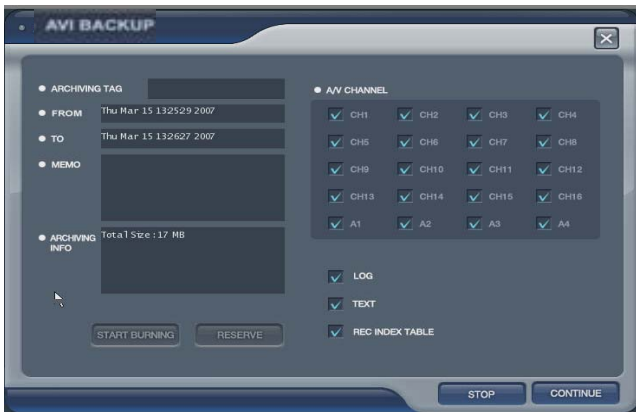 AVI BACKUP
ARCHIVING TAG
FROM Thu Mar 15 132529 2007
TO Thu Mar 15 132627 2007
MEMO
ARCHIVING INFO Total Size:17 MB
START BURNING RESERVE
A/V CHANNEL
CH1 CH2 CH3 CH4
CH5 CH6 CH7 CH8
CH9 CH10 CH11 CH12
CH13 CH14 CH15 CH16
A1 A2 A3 A4
LOG
TEXT
REC INDEX TABLE
STOP CONTINUE